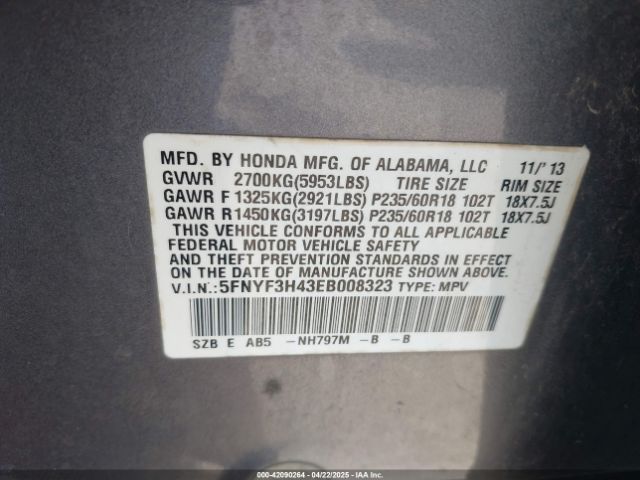 MFD. BY HONDA MFG. OF ALABAMA, LLC 11/'13
GVWR 2700KG(5953LBS) TIRE SIZE RIM SIZE
GAWR F 1325KG(2921LBS) P235/60R18 102T 18X7.5J
GAWR R1450KG(3197LBS) P235/60R18 102T 18X7.5J
THIS VEHICLE CONFORMS TO ALL APPLICABLE
FEDERAL MOTOR VEHICLE SAFETY
AND THEFT PREVENTION STANDARDS IN EFFECT ON
THE DATE OF MANUFACTURE SHOWN ABOVE.
V.I.N.:5FNYF3H43EB008323 TYPE: MPV
SZB E AB5 -NH797M -B -B
000-42090264 - 04/22/2025 - IAA Inc.